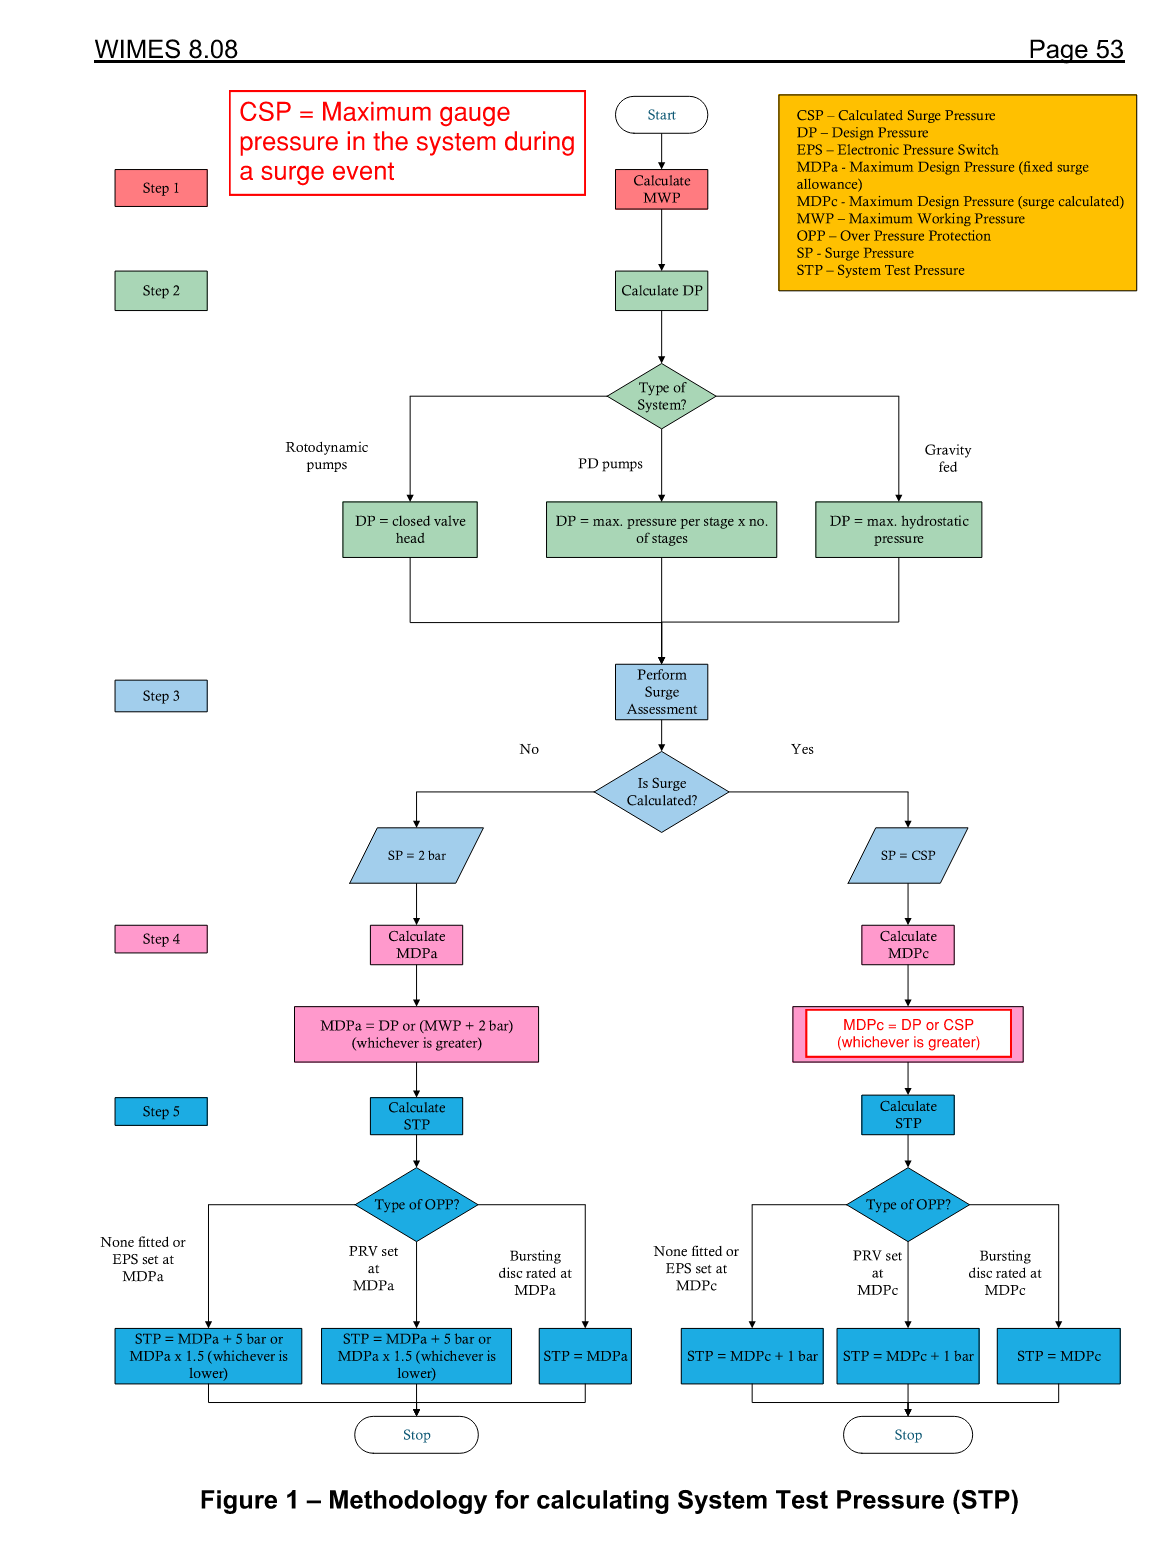 WIMES 8.08
Page 53
CSP = Maximum gauge
pressure in the system during
a surge event
Start
CSP – Calculated Surge Pressure
DP – Design Pressure
EPS – Electronic Pressure Switch
MDPa - Maximum Design Pressure (fixed surge
allowance)
MDPc - Maximum Design Pressure (surge calculated)
MWP – Maximum Working Pressure
OPP – Over Pressure Protection
SP - Surge Pressure
STP – System Test Pressure
Step 1
Calculate
MWP
Step 2
Calculate DP
Type of
System?
Rotodynamic
pumps
PD pumps
Gravity
fed
DP = closed valve
head
DP = max. pressure per stage x no.
of stages
DP = max. hydrostatic
pressure
Step 3
Perform
Surge
Assessment
No
Yes
Is Surge
Calculated?
SP = 2 bar
SP = CSP
Step 4
Calculate
MDPa
Calculate
MDPc
MDPa = DP or (MWP + 2 bar)
(whichever is greater)
MDPc = DP or CSP
(whichever is greater)
Step 5
Calculate
STP
Calculate
STP
Type of OPP?
Type of OPP?
None fitted or
EPS set at
MDPa
PRV set
at
MDPa
Bursting
disc rated at
MDPa
None fitted or
EPS set at
MDPc
PRV set
at
MDPc
Bursting
disc rated at
MDPc
STP = MDPa + 5 bar or
MDPa x 1.5 (whichever is
lower)
STP = MDPa + 5 bar or
MDPa x 1.5 (whichever is
lower)
STP = MDPa
STP = MDPc + 1 bar
STP = MDPc + 1 bar
STP = MDPc
Stop
Stop
Figure 1 – Methodology for calculating System Test Pressure (STP)